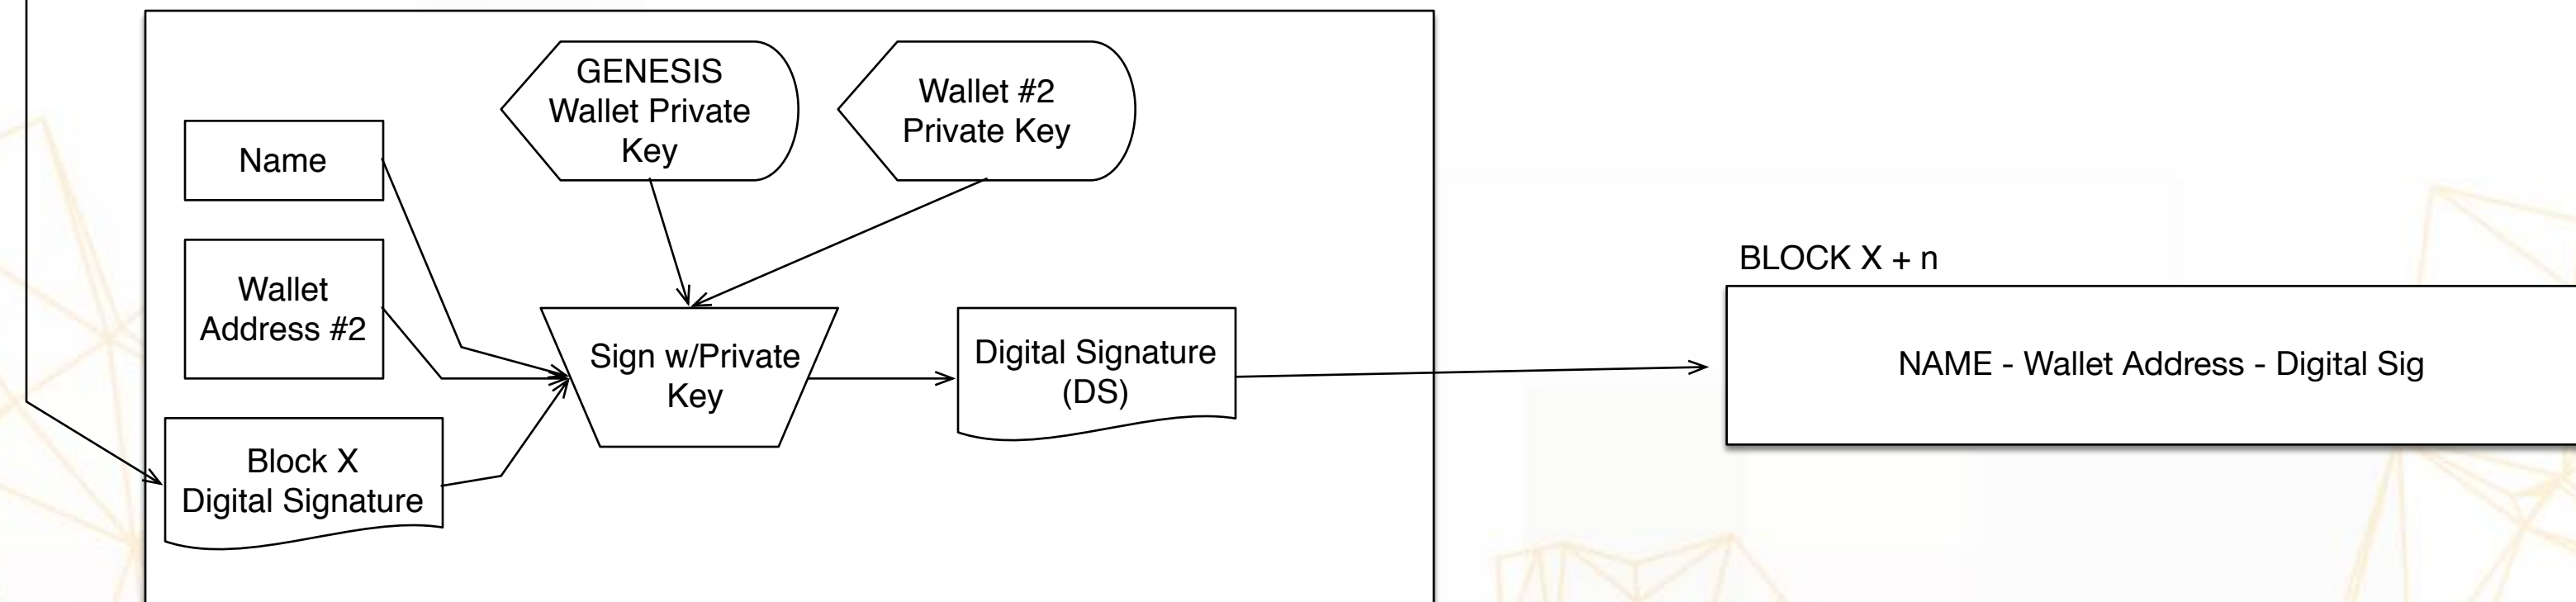 GENESIS
Wallet Private
Key
Wallet #2
Private Key
Name
Wallet
Address #2
Block X
Digital Signature
Sign w/Private
Key
Digital Signature
(DS)
BLOCK X + n
NAME - Wallet Address - Digital Sig